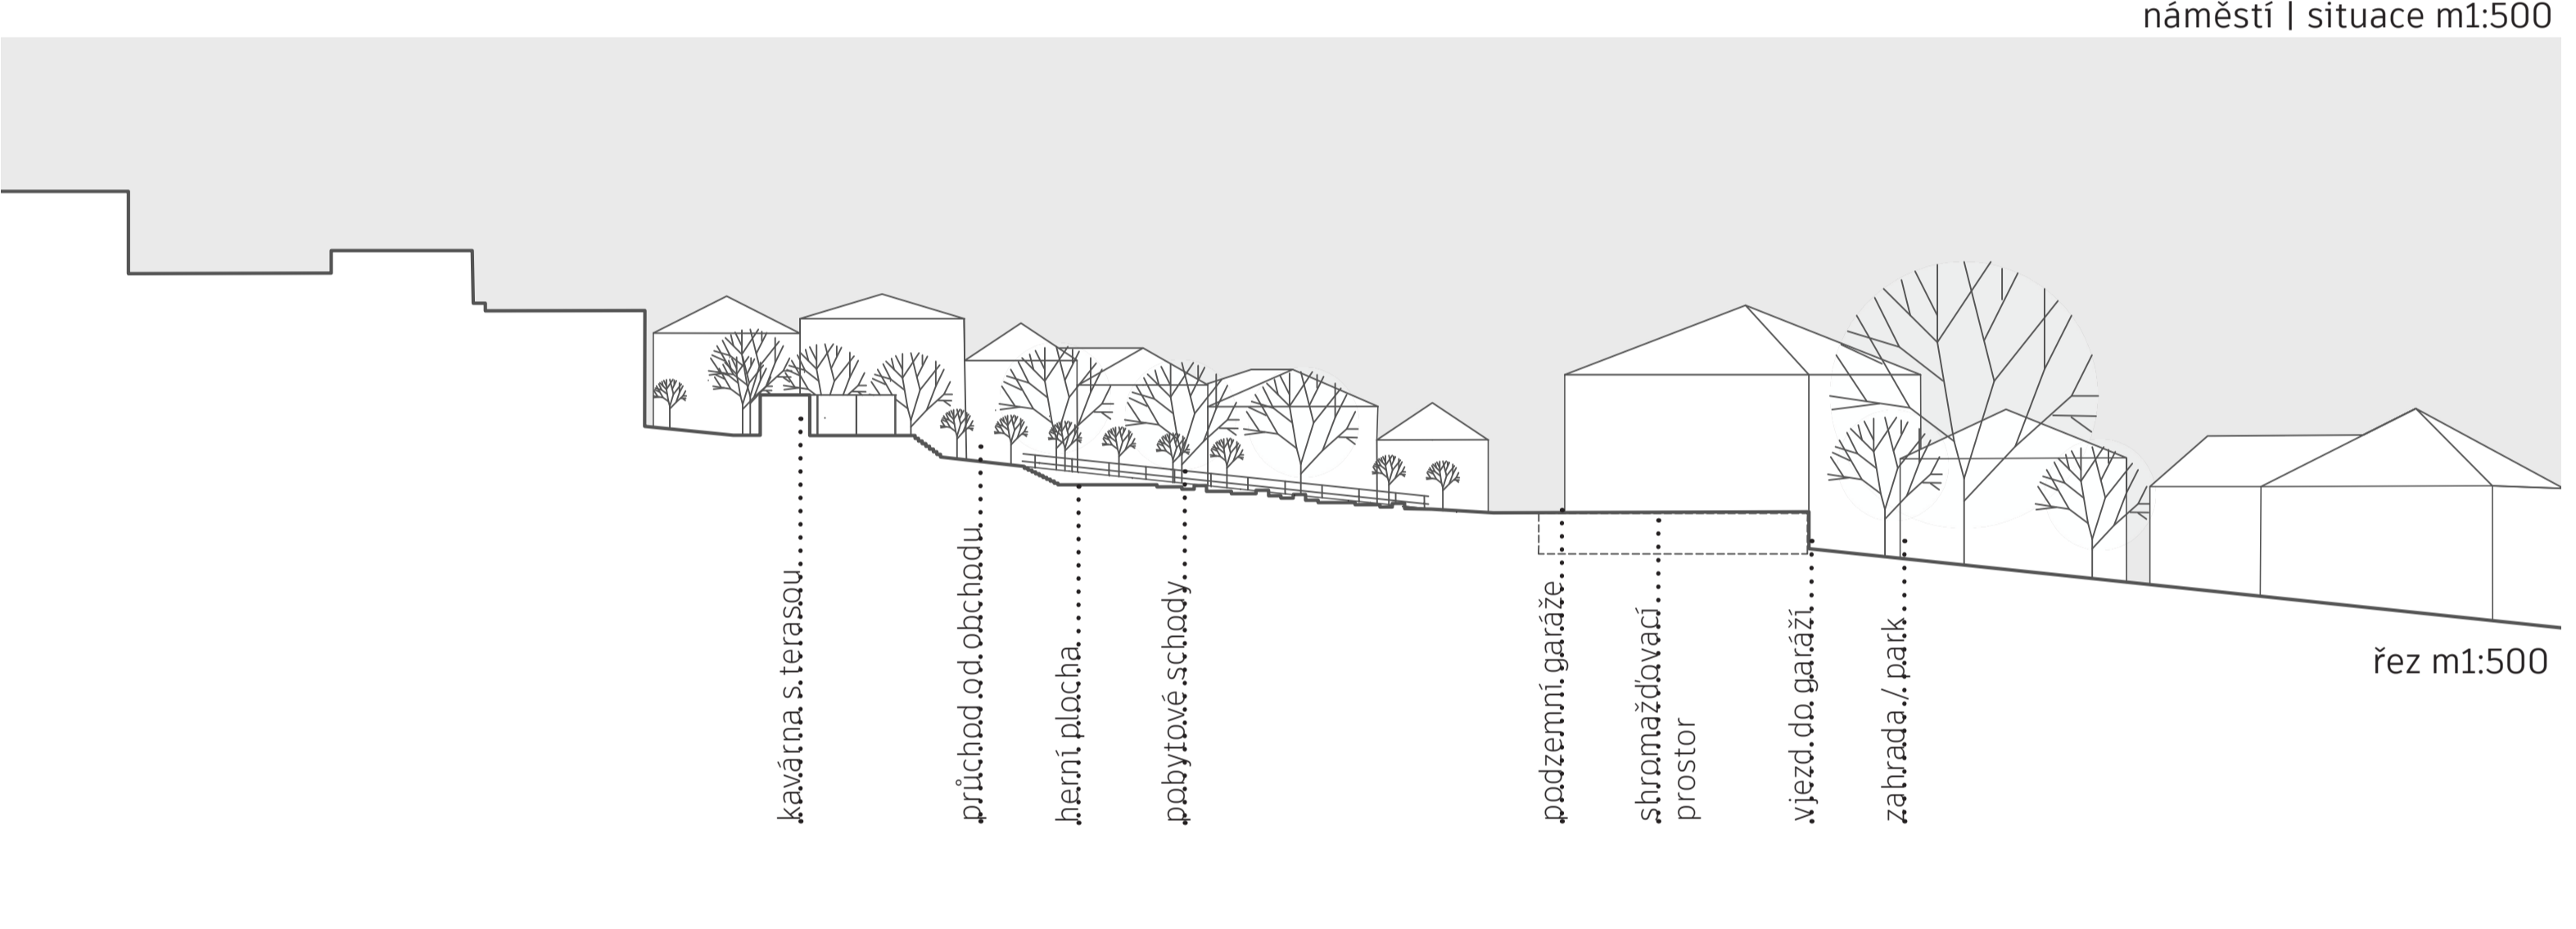 náměstí | situace m1:500
kavárna s terasou
průchod od obchodu
herní plocha
pobytové schody
podzemní garáže
shromažďovací
prostor
vjezd do garáží
zahrada / park
řez m1:500